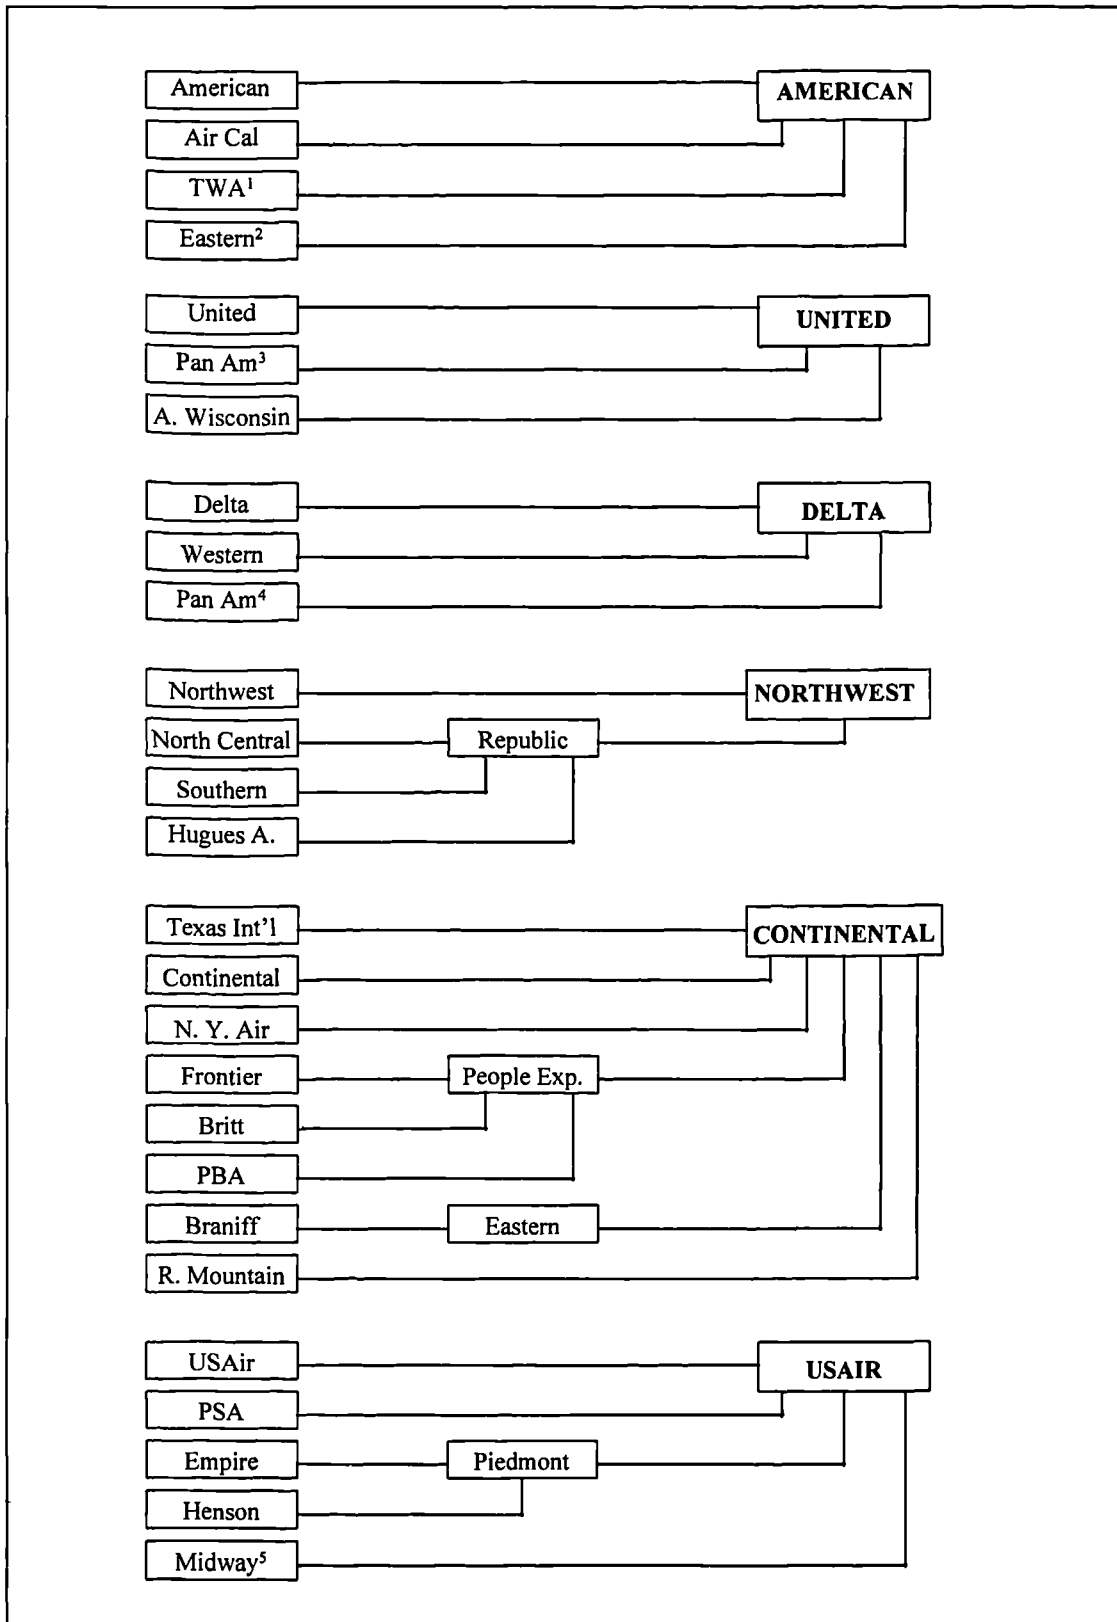 American
AMERICAN
Air Cal
TWA¹
Eastern²
United
UNITED
Pan Am³
A. Wisconsin
Delta
DELTA
Western
Pan Am⁴
Northwest
NORTHWEST
North Central
Republic
Southern
Hugues A.
Texas Int'l
CONTINENTAL
Continental
N. Y. Air
Frontier
People Exp.
Britt
PBA
Braniff
Eastern
R. Mountain
USAir
USAIR
PSA
Empire
Piedmont
Henson
Midway⁵